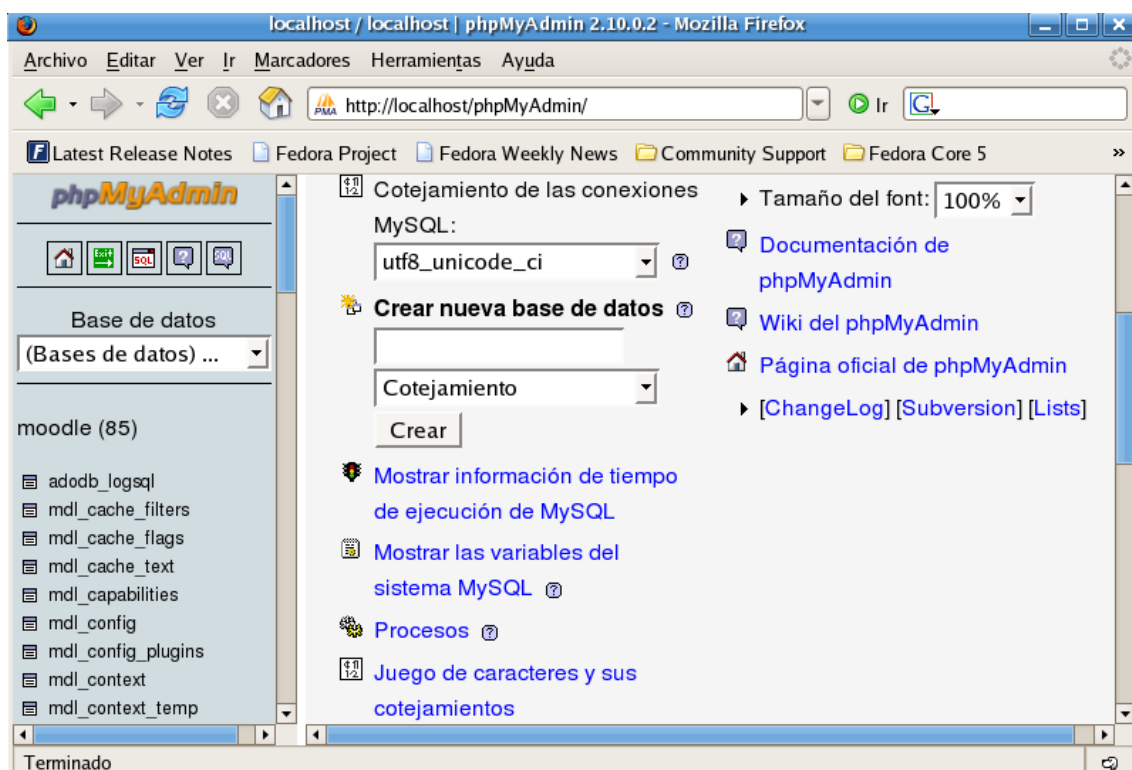 localhost / localhost | phpMyAdmin 2.10.0.2 - Mozilla Firefox
Archivo Editar Ver Ir Marcadores Herramientas Ayuda
PMA http://localhost/phpMyAdmin/ Ir G
Latest Release Notes Fedora Project Fedora Weekly News Community Support Fedora Core 5 »
phpMyAdmin
Exit SQL ? SQL
Base de datos
(Bases de datos) ...
moodle (85)
adodb_logsql
mdl_cache_filters
mdl_cache_flags
mdl_cache_text
mdl_capabilities
mdl_config
mdl_config_plugins
mdl_context
mdl_context_temp
Cotejamiento de las conexiones
MySQL:
utf8_unicode_ci
Crear nueva base de datos
Cotejamiento
Crear
Mostrar información de tiempo
de ejecución de MySQL
Mostrar las variables del
sistema MySQL
Procesos
Juego de caracteres y sus
cotejamientos
Tamaño del font: 100%
Documentación de
phpMyAdmin
Wiki del phpMyAdmin
Página oficial de phpMyAdmin
[ChangeLog] [Subversion] [Lists]
Terminado